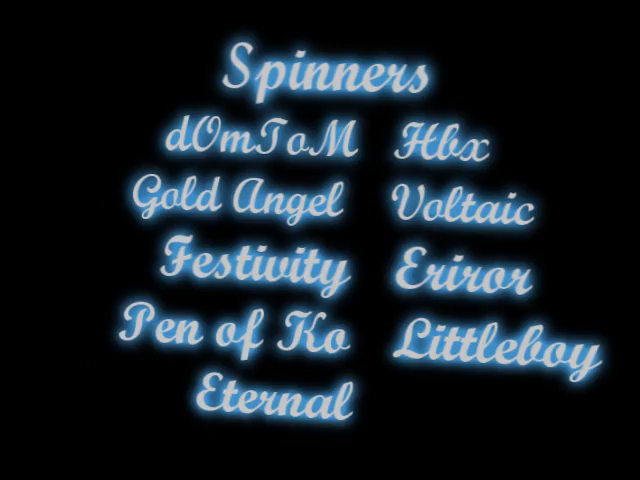 Spinners
dOmToM Hbx
Gold Angel Voltaic
Festivity Eriror
Pen of Ko Littleboy
Eternal